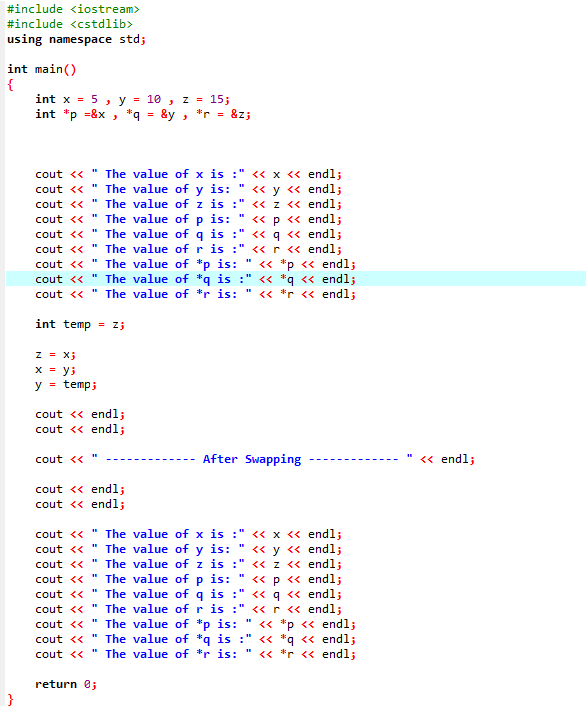 #include <iostream>
#include <cstdlib>
using namespace std;
int main()
{
int x = 5 , y = 10 , z = 15;
int *p =&x , *q = &y , *r = &z;
cout << " The value of x is :" << x << endl;
cout << " The value of y is: " << y << endl;
cout << " The value of z is :" << z << endl;
cout << " The value of p is: " << p << endl;
cout << " The value of q is :" << q << endl;
cout << " The value of r is :" << r << endl;
cout << " The value of *p is: " << *p << endl;
cout << " The value of *q is :" << *q << endl;
cout << " The value of *r is: " << *r << endl;
int temp = z;
z = x;
x = y;
y = temp;
cout << endl;
cout << endl;
cout << " ------------- After Swapping ------------- " << endl;
cout << endl;
cout << endl;
cout << " The value of x is :" << x << endl;
cout << " The value of y is: " << y << endl;
cout << " The value of z is :" << z << endl;
cout << " The value of p is: " << p << endl;
cout << " The value of q is :" << q << endl;
cout << " The value of r is :" << r << endl;
cout << " The value of *p is: " << *p << endl;
cout << " The value of *q is :" << *q << endl;
cout << " The value of *r is: " << *r << endl;
return 0;
}